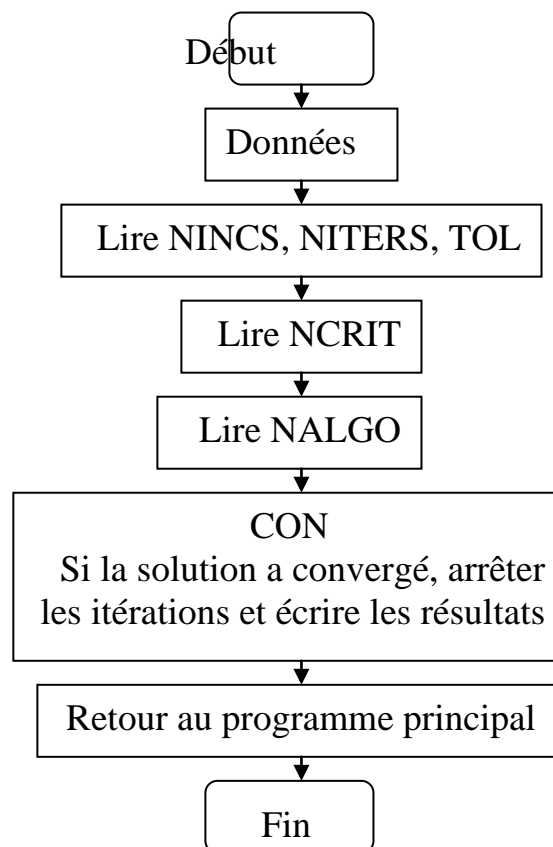 Début
Données
Lire NINCS, NITERS, TOL
Lire NCRIT
Lire NALGO
CON
Si la solution a convergé, arrêter
les itérations et écrire les résultats
Retour au programme principal
Fin